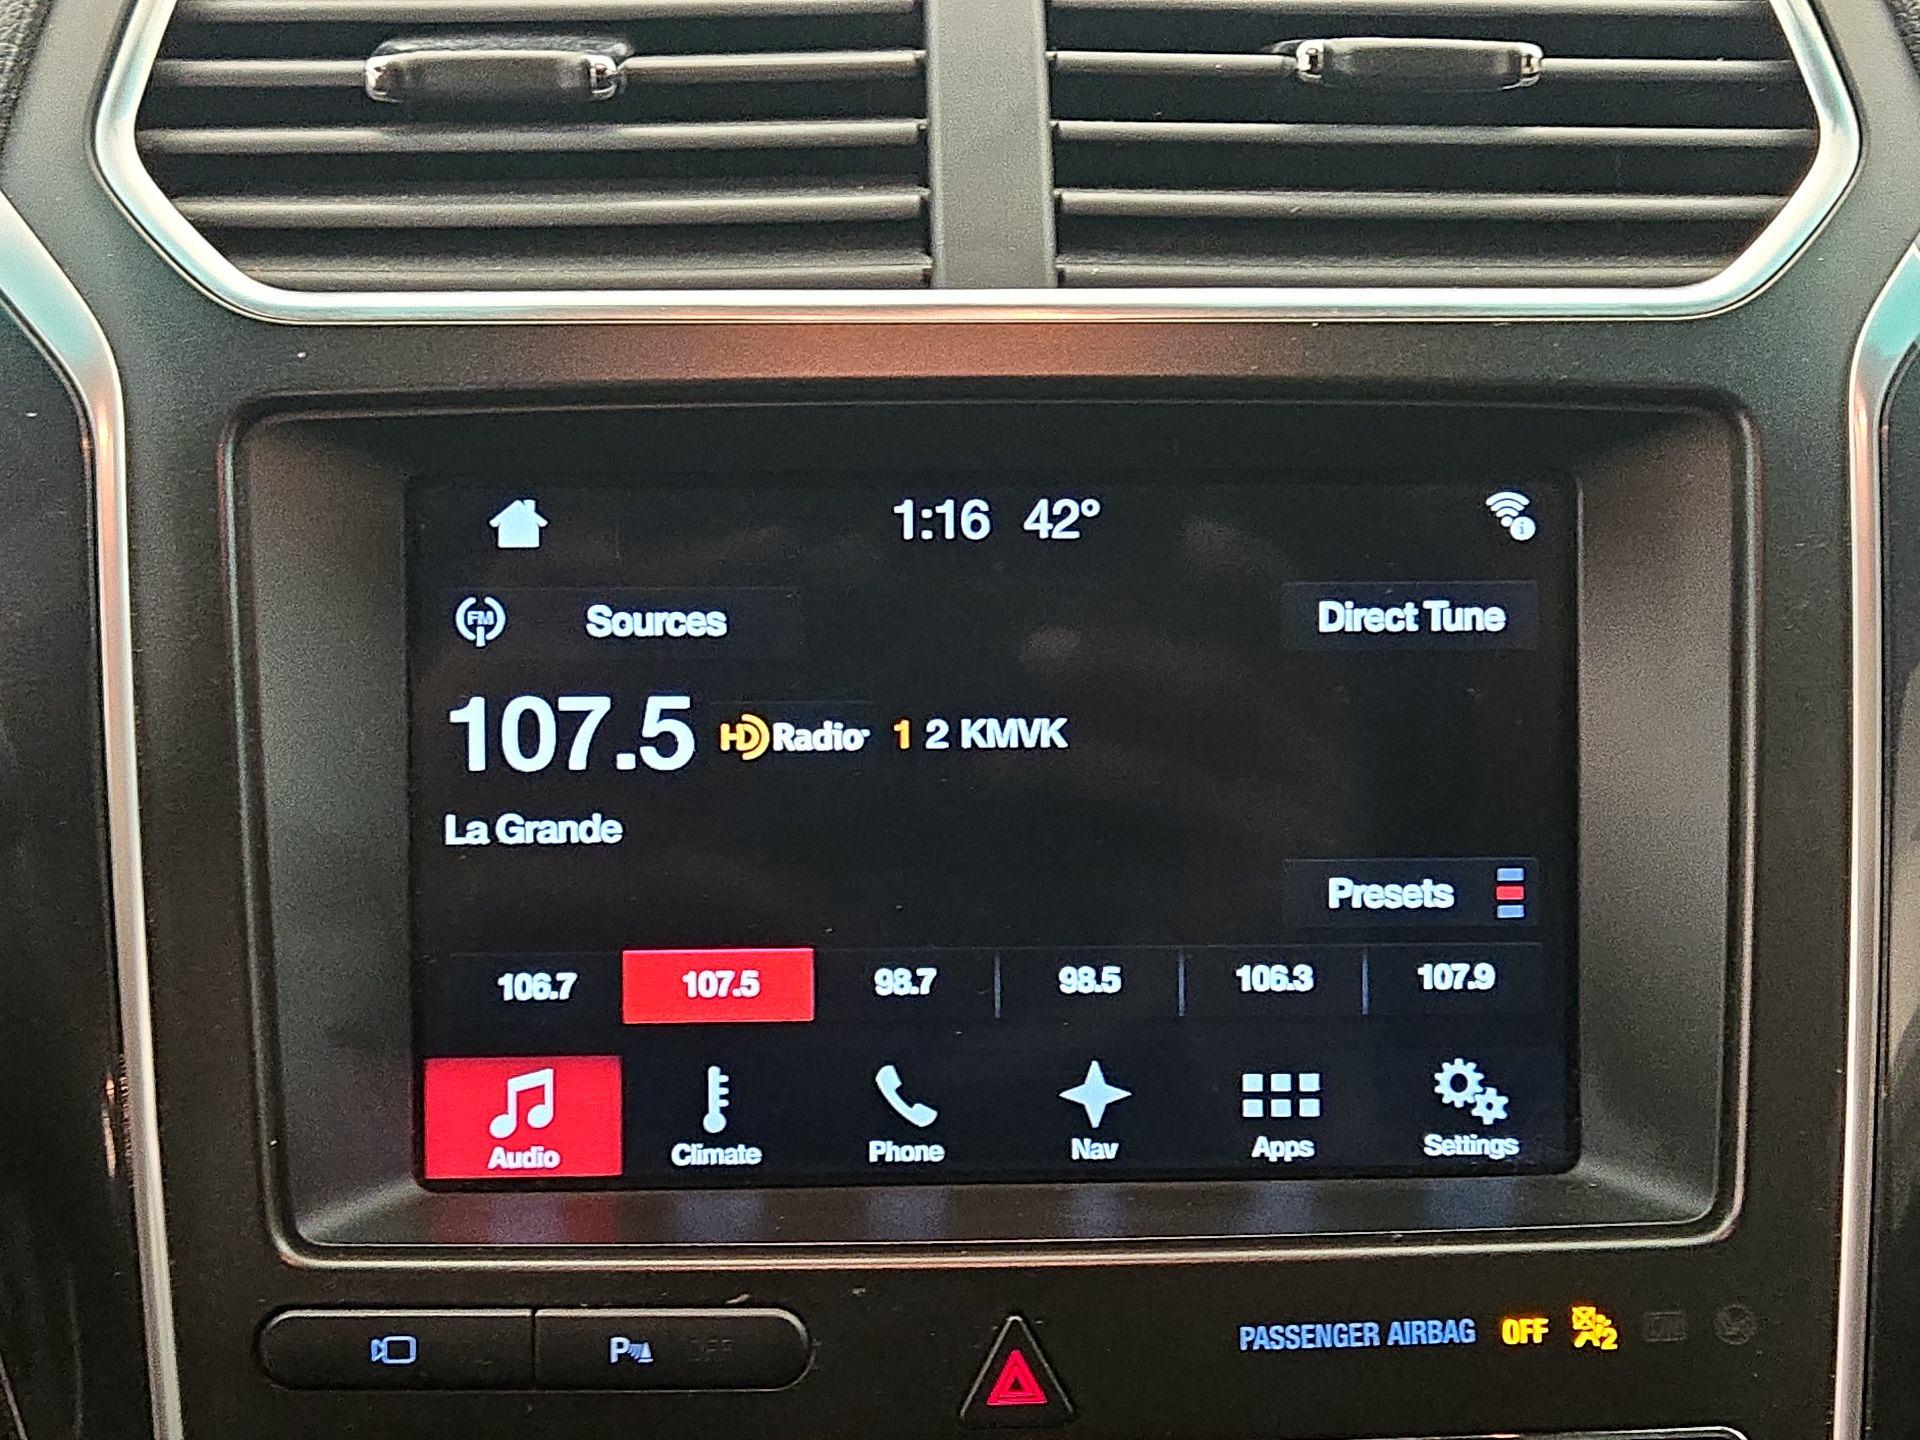 1:16 42°
FM Sources Direct Tune
107.5 HD Radio 1 2 KMVK
La Grande
Presets
106.7 107.5 98.7 98.5 106.3 107.9
Audio Climate Phone Nav Apps Settings
P OFF PASSENGER AIRBAG OFF 2